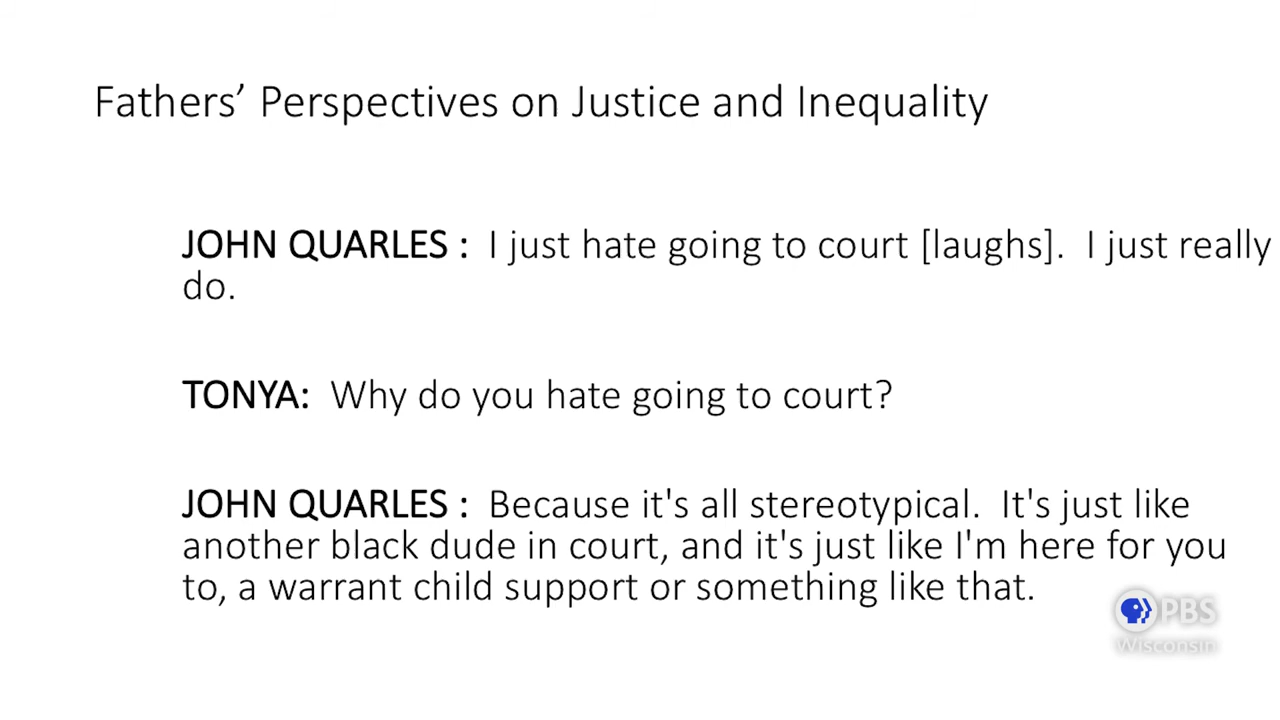 Fathers’ Perspectives on Justice and Inequality
JOHN QUARLES :  I just hate going to court [laughs].  I just really
do.
TONYA:  Why do you hate going to court?
JOHN QUARLES :  Because it's all stereotypical.  It's just like
another black dude in court, and it's just like I'm here for you
to, a warrant child support or something like that.
PBS
Wisconsin